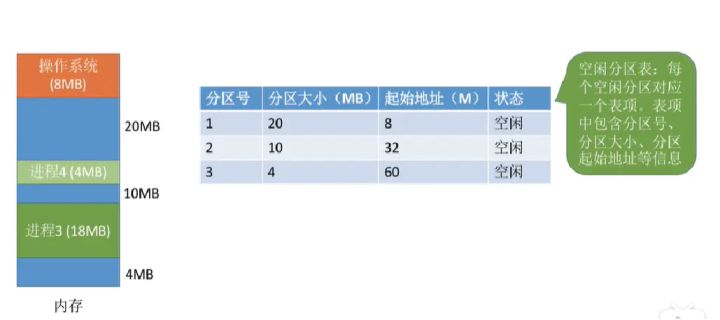 操作系统
(8MB)
20MB
进程4 (4MB)
10MB
进程3 (18MB)
4MB
内存
分区号 分区大小（MB） 起始地址（M） 状态
1 20 8 空闲
2 10 32 空闲
3 4 60 空闲
空闲分区表：每
个空闲分区对应
一个表项。表项
中包含分区号、
分区大小、分区
起始地址等信息